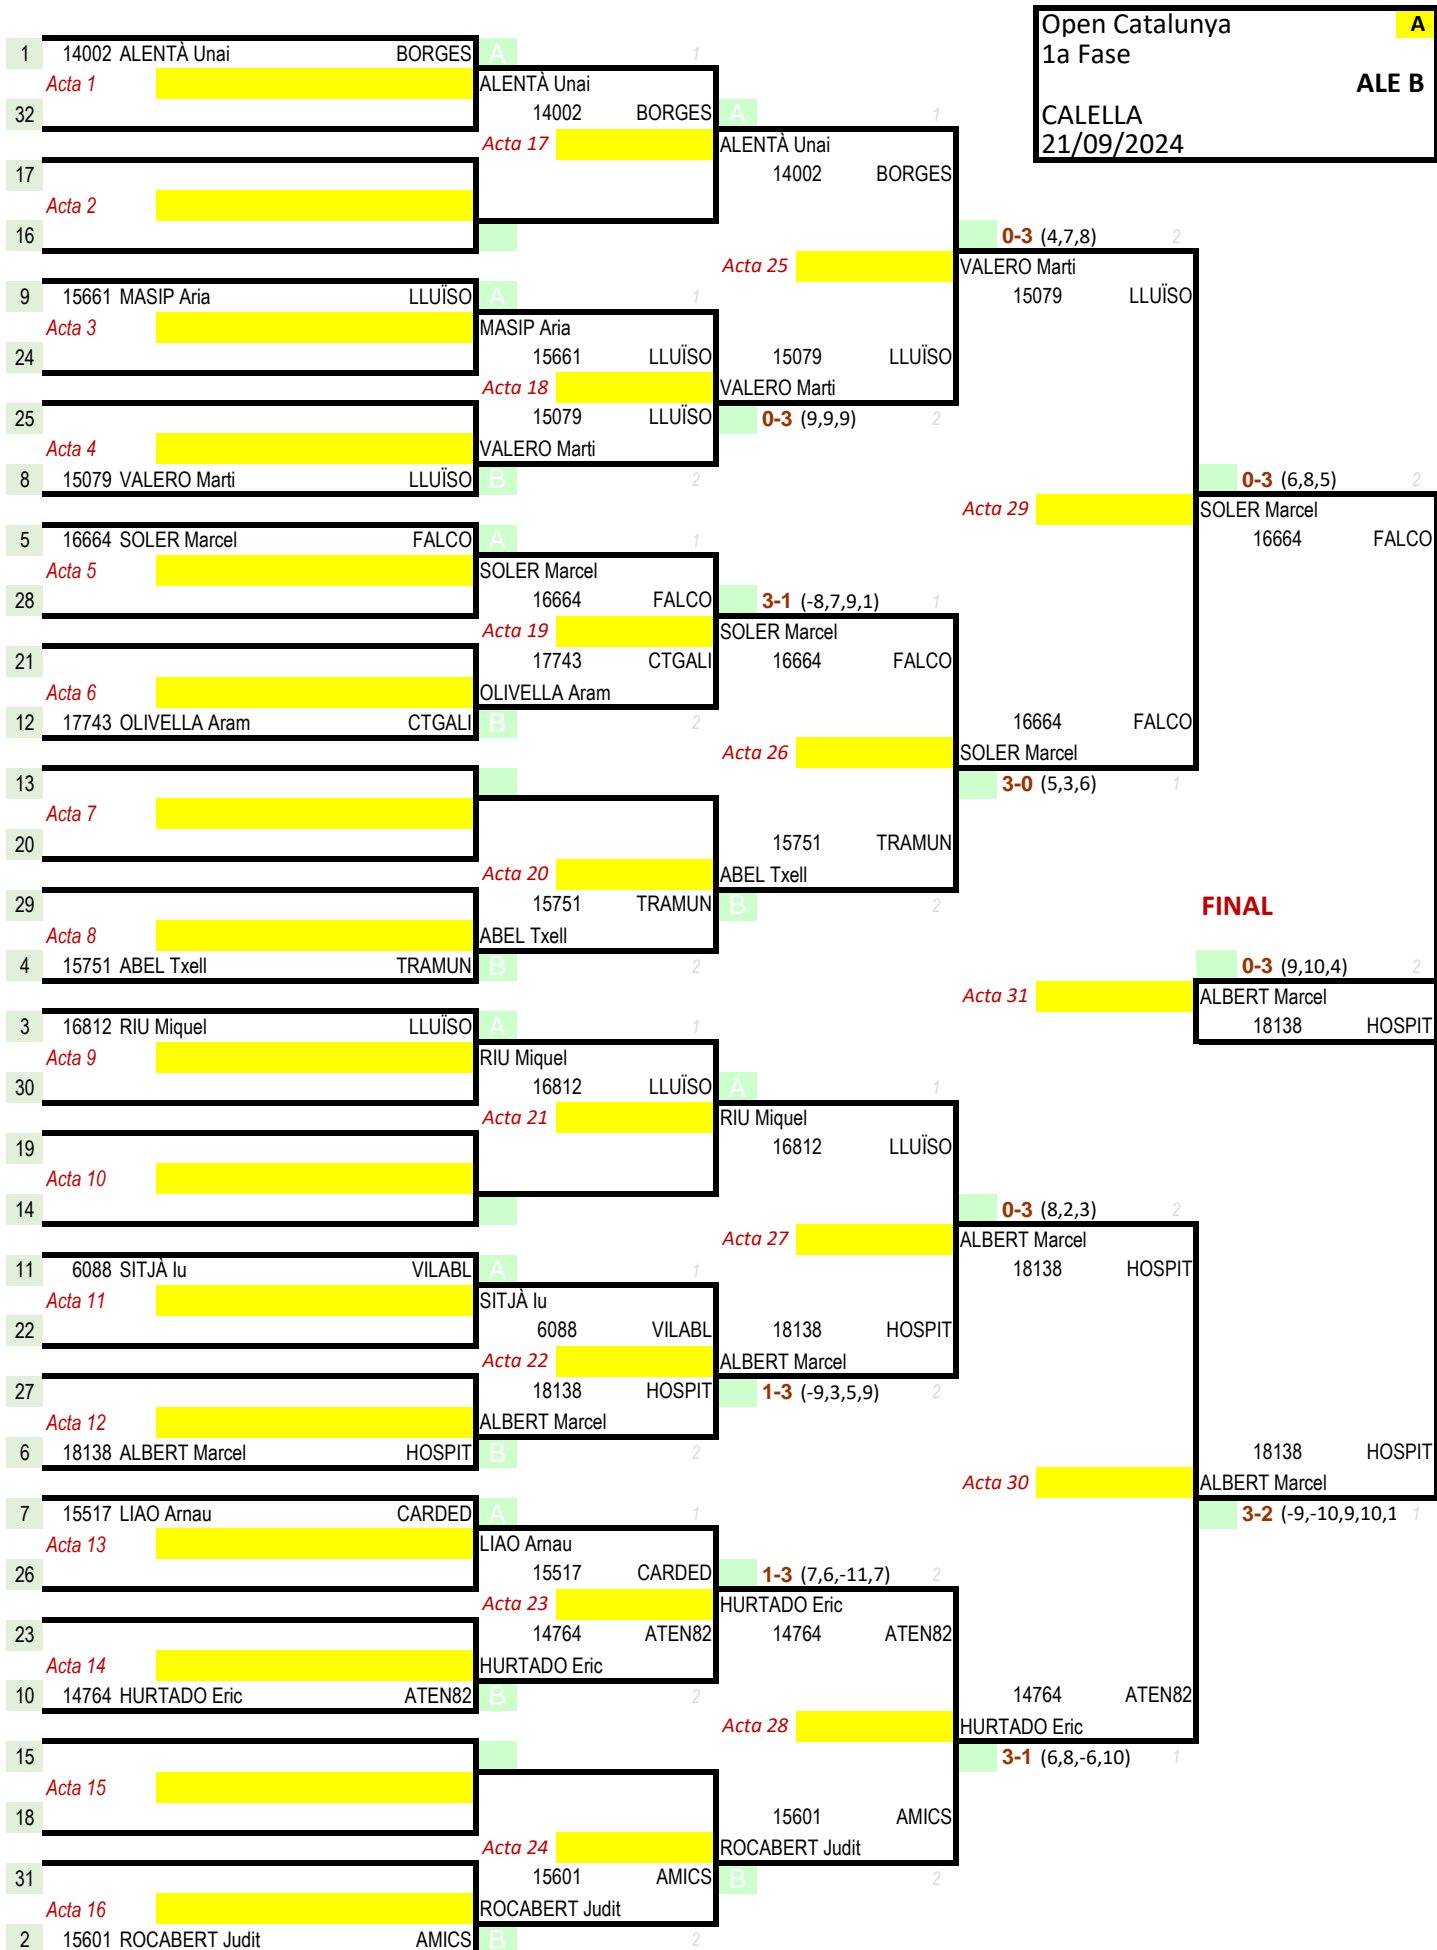 Open Catalunya A
1a Fase
ALE B
CALELLA
21/09/2024
1 14002 ALENTÀ Unai BORGES A 1
Acta 1 ALENTÀ Unai
32 14002 BORGES A 1
Acta 17 ALENTÀ Unai
17 14002 BORGES
Acta 2
16 0-3 (4,7,8) 2
Acta 25 VALERO Marti
9 15661 MASIP Aria LLUÏSO A 1 15079 LLUÏSO
Acta 3 MASIP Aria
24 15661 LLUÏSO 15079 LLUÏSO
Acta 18 VALERO Marti
25 15079 LLUÏSO 0-3 (9,9,9) 2
Acta 4 VALERO Marti
8 15079 VALERO Marti LLUÏSO B 2 0-3 (6,8,5) 2
Acta 29 SOLER Marcel
5 16664 SOLER Marcel FALCO A 1 16664 FALCO
Acta 5 SOLER Marcel
28 16664 FALCO 3-1 (-8,7,9,1) 1
Acta 19 SOLER Marcel
21 17743 CTGALI 16664 FALCO
Acta 6 OLIVELLA Aram
12 17743 OLIVELLA Aram CTGALI B 2 16664 FALCO
Acta 26 SOLER Marcel
13 3-0 (5,3,6) 1
Acta 7
20 15751 TRAMUN
Acta 20 ABEL Txell
29 15751 TRAMUN B 2 FINAL
Acta 8 ABEL Txell
4 15751 ABEL Txell TRAMUN B 2 0-3 (9,10,4) 2
Acta 31 ALBERT Marcel
3 16812 RIU Miquel LLUÏSO A 1 18138 HOSPIT
Acta 9 RIU Miquel
30 16812 LLUÏSO A 1
Acta 21 RIU Miquel
19 16812 LLUÏSO
Acta 10
14 0-3 (8,2,3) 2
Acta 27 ALBERT Marcel
11 6088 SITJÀ Iu VILABL A 1 18138 HOSPIT
Acta 11 SITJÀ Iu
22 6088 VILABL 18138 HOSPIT
Acta 22 ALBERT Marcel
27 18138 HOSPIT 1-3 (-9,3,5,9) 2
Acta 12 ALBERT Marcel
6 18138 ALBERT Marcel HOSPIT B 2 18138 HOSPIT
Acta 30 ALBERT Marcel
7 15517 LIAO Arnau CARDED A 1 3-2 (-9,-10,9,10,1 1
Acta 13 LIAO Arnau
26 15517 CARDED 1-3 (7,6,-11,7) 2
Acta 23 HURTADO Eric
23 14764 ATEN82 14764 ATEN82
Acta 14 HURTADO Eric
10 14764 HURTADO Eric ATEN82 B 2 14764 ATEN82
Acta 28 HURTADO Eric
15 3-1 (6,8,-6,10) 1
Acta 15
18 15601 AMICS
Acta 24 ROCABERT Judit
31 15601 AMICS B 2
Acta 16 ROCABERT Judit
2 15601 ROCABERT Judit AMICS B 2